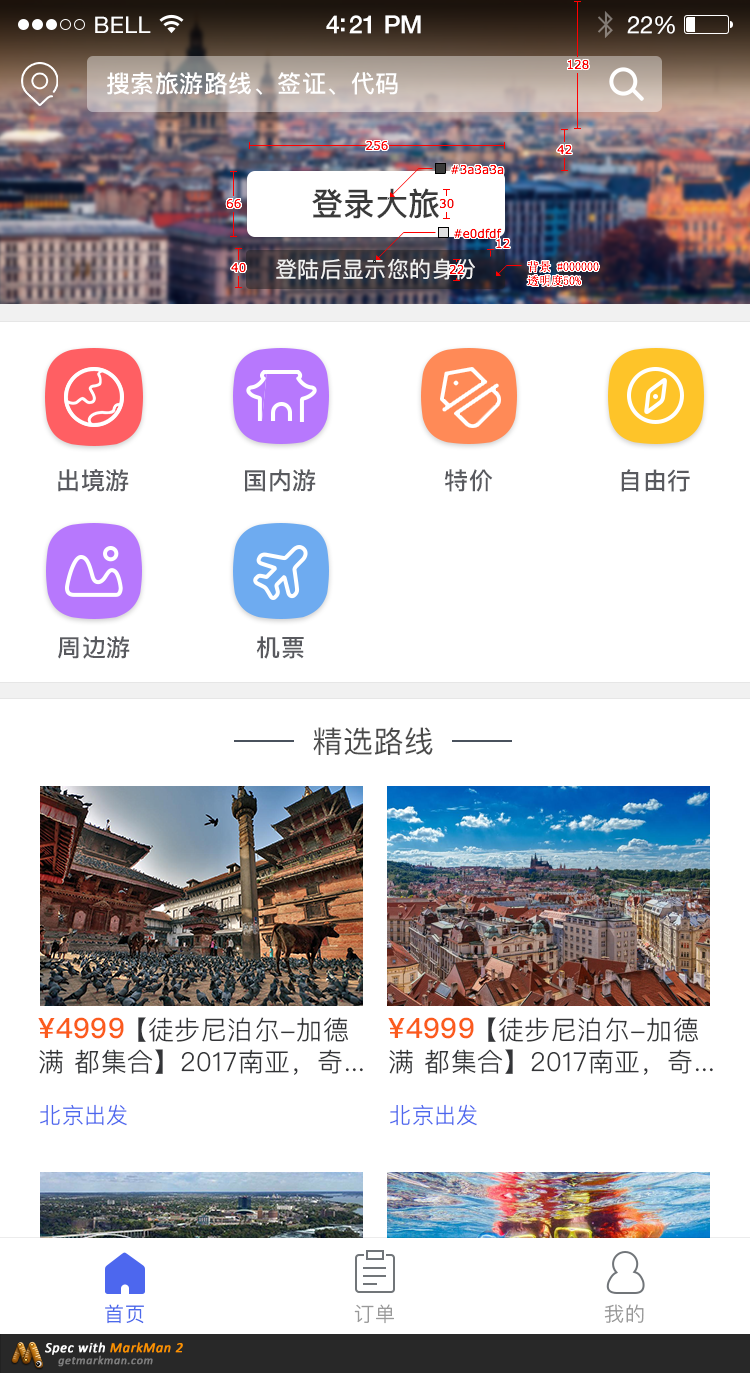 BELL 4:21 PM 22%
搜索旅游路线、签证、代码
128
256
42
#3a3a3a
66
登录大旅
30
#e0dfdf
12
40
登陆后显示您的身份
22
背景 #000000
透明度50%
出境游 国内游 特价 自由行
周边游 机票
精选路线
¥4999【徒步尼泊尔-加德
满 都集合】2017南亚，奇...
北京出发
¥4999【徒步尼泊尔-加德
满 都集合】2017南亚，奇...
北京出发
首页 订单 我的
Spec with MarkMan 2
getmarkman.com